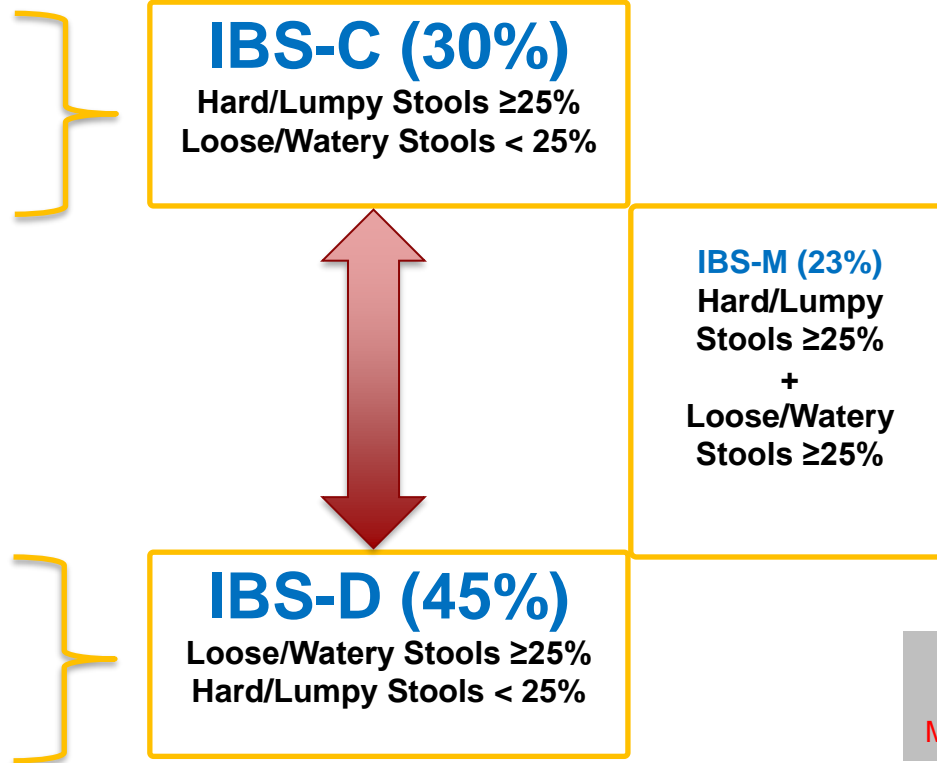 IBS-C (30%)
Hard/Lumpy Stools ≥25%
Loose/Watery Stools < 25%
IBS-M (23%)
Hard/Lumpy
Stools ≥25%
+
Loose/Watery
Stools ≥25%
IBS-D (45%)
Loose/Watery Stools ≥25%
Hard/Lumpy Stools < 25%